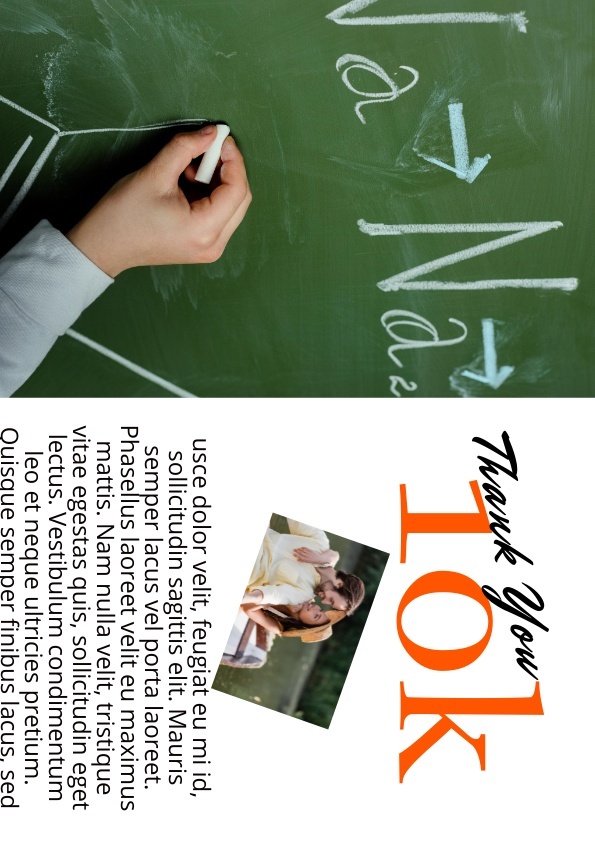 Na → Na₂ →
Thank You
10k
usce dolor velit, feugiat eu mi id,
sollicitudin sagittis elit. Mauris
semper lacus vel porta laoreet.
Phasellus laoreet velit eu maximus
mattis. Nam nulla velit, tristique
vitae egestas quis, sollicitudin eget
lectus. Vestibulum condimentum
leo et neque ultricies pretium.
Quisque semper finibus lacus, sed